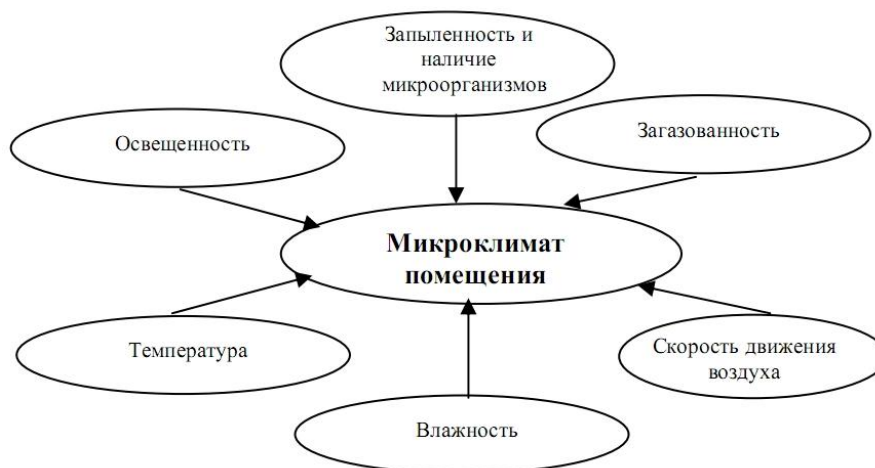 Запыленность и
наличие
микроорганизмов
Освещенность
Загазованность
Микроклимат
помещения
Температура
Скорость движения
воздуха
Влажность